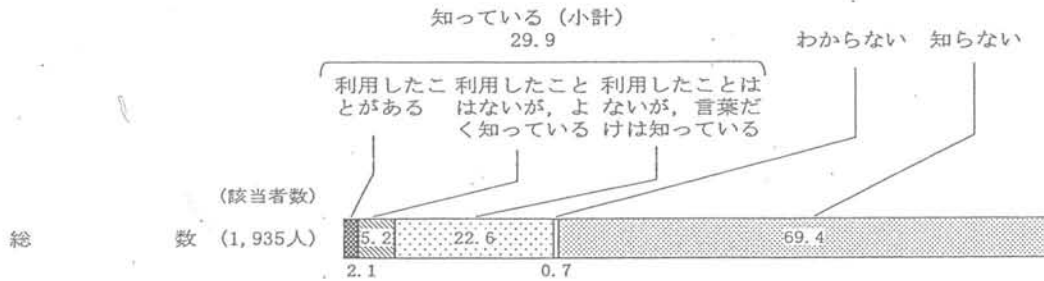 知っている (小計)
29.9
わからない 知らない
利用したこ 利用したこと 利用したことは
とがある はないが, よ ないが, 言葉だ
く知っている けは知っている
(該当者数)
総 数 (1,935人) 5.2 22.6 69.4
2.1 0.7